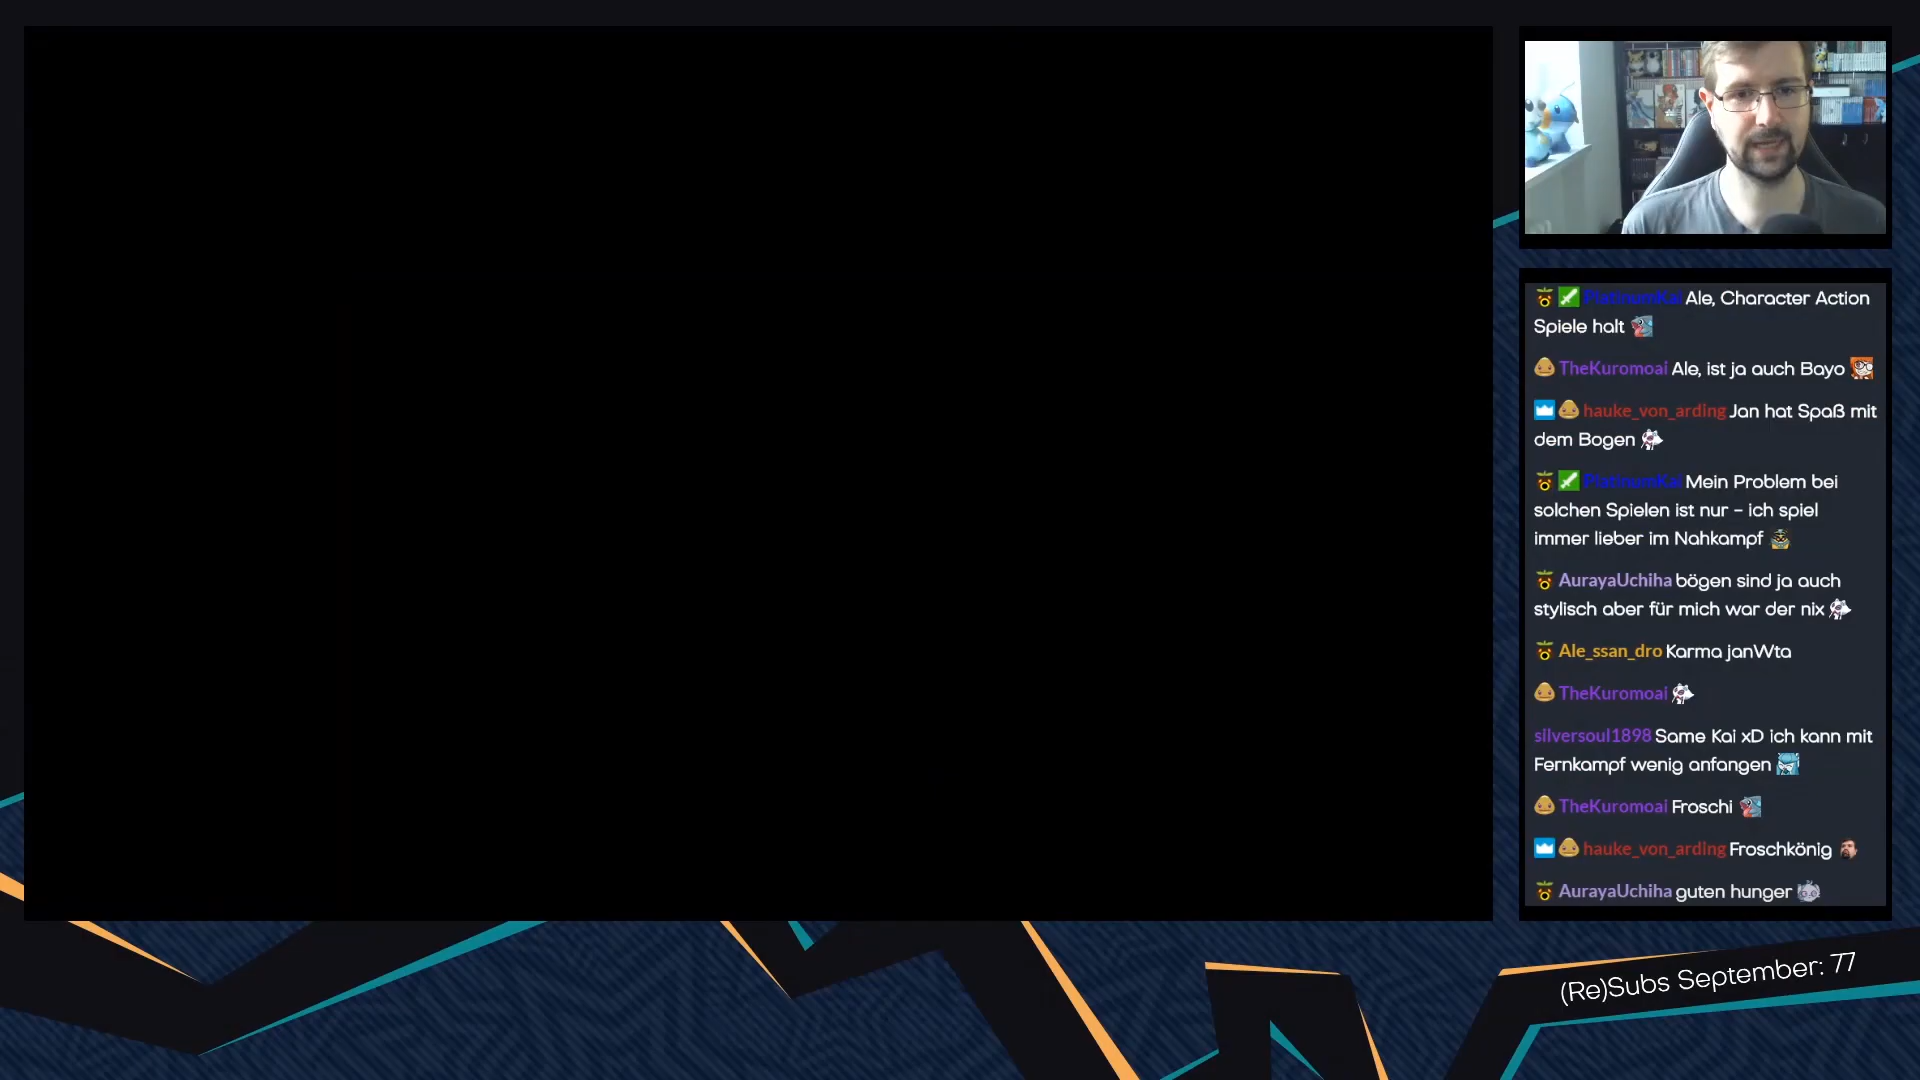 PlatinumKai Ale, Character Action
Spiele halt
TheKuromoai Ale, ist ja auch Bayo
hauke_von_arding Jan hat Spaß mit
dem Bogen
PlatinumKai Mein Problem bei
solchen Spielen ist nur - ich spiel
immer lieber im Nahkampf
AurayaUchiha bögen sind ja auch
stylisch aber für mich war der nix
Ale_ssan_dro Karma janWta
TheKuromoai
silversoul1898 Same Kai xD ich kann mit
Fernkampf wenig anfangen
TheKuromoai Froschi
hauke_von_arding Froschkönig
AurayaUchiha guten hunger
(Re)Subs September: 77